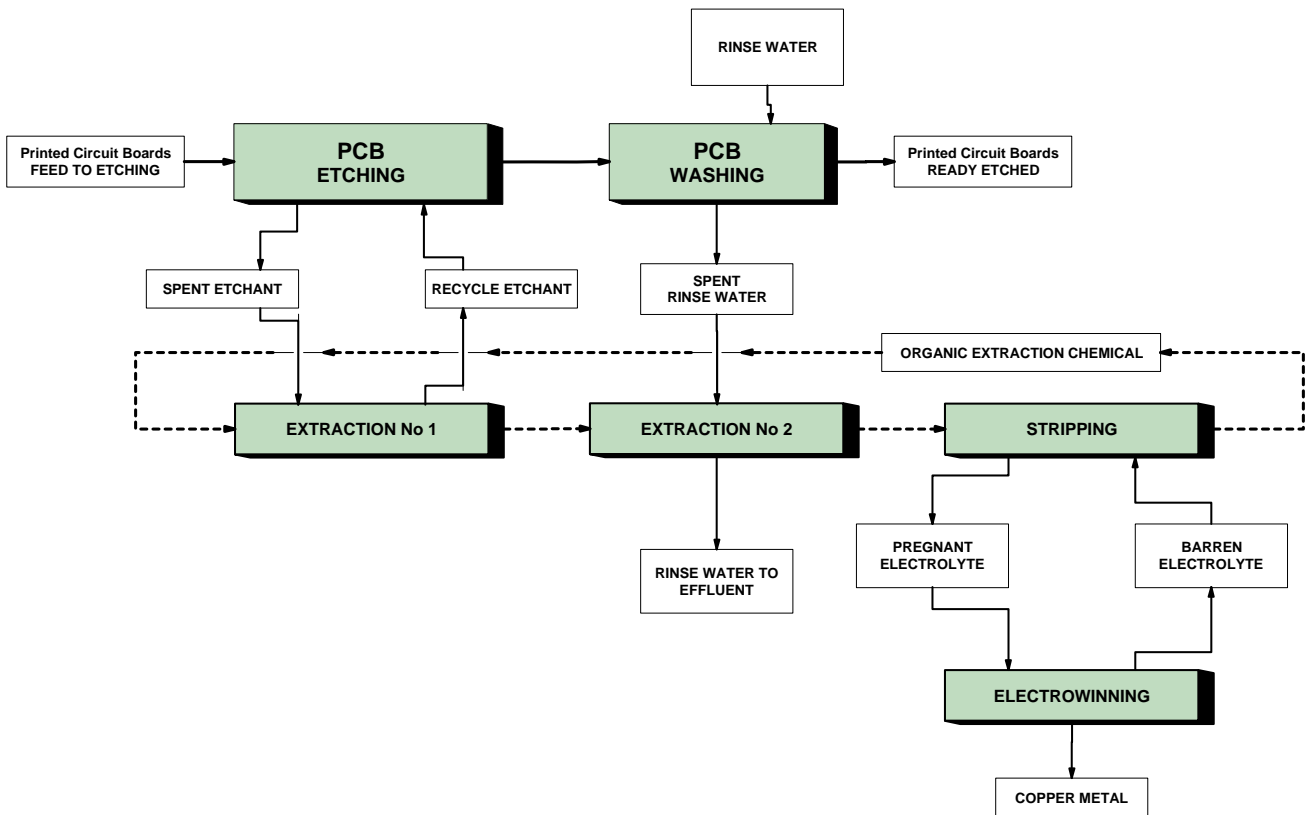 RINSE WATER
Printed Circuit Boards
FEED TO ETCHING
PCB
ETCHING
PCB
WASHING
Printed Circuit Boards
READY ETCHED
SPENT ETCHANT
RECYCLE ETCHANT
SPENT
RINSE WATER
ORGANIC EXTRACTION CHEMICAL
EXTRACTION No 1
EXTRACTION No 2
STRIPPING
PREGNANT
ELECTROLYTE
BARREN
ELECTROLYTE
RINSE WATER TO
EFFLUENT
ELECTROWINNING
COPPER METAL